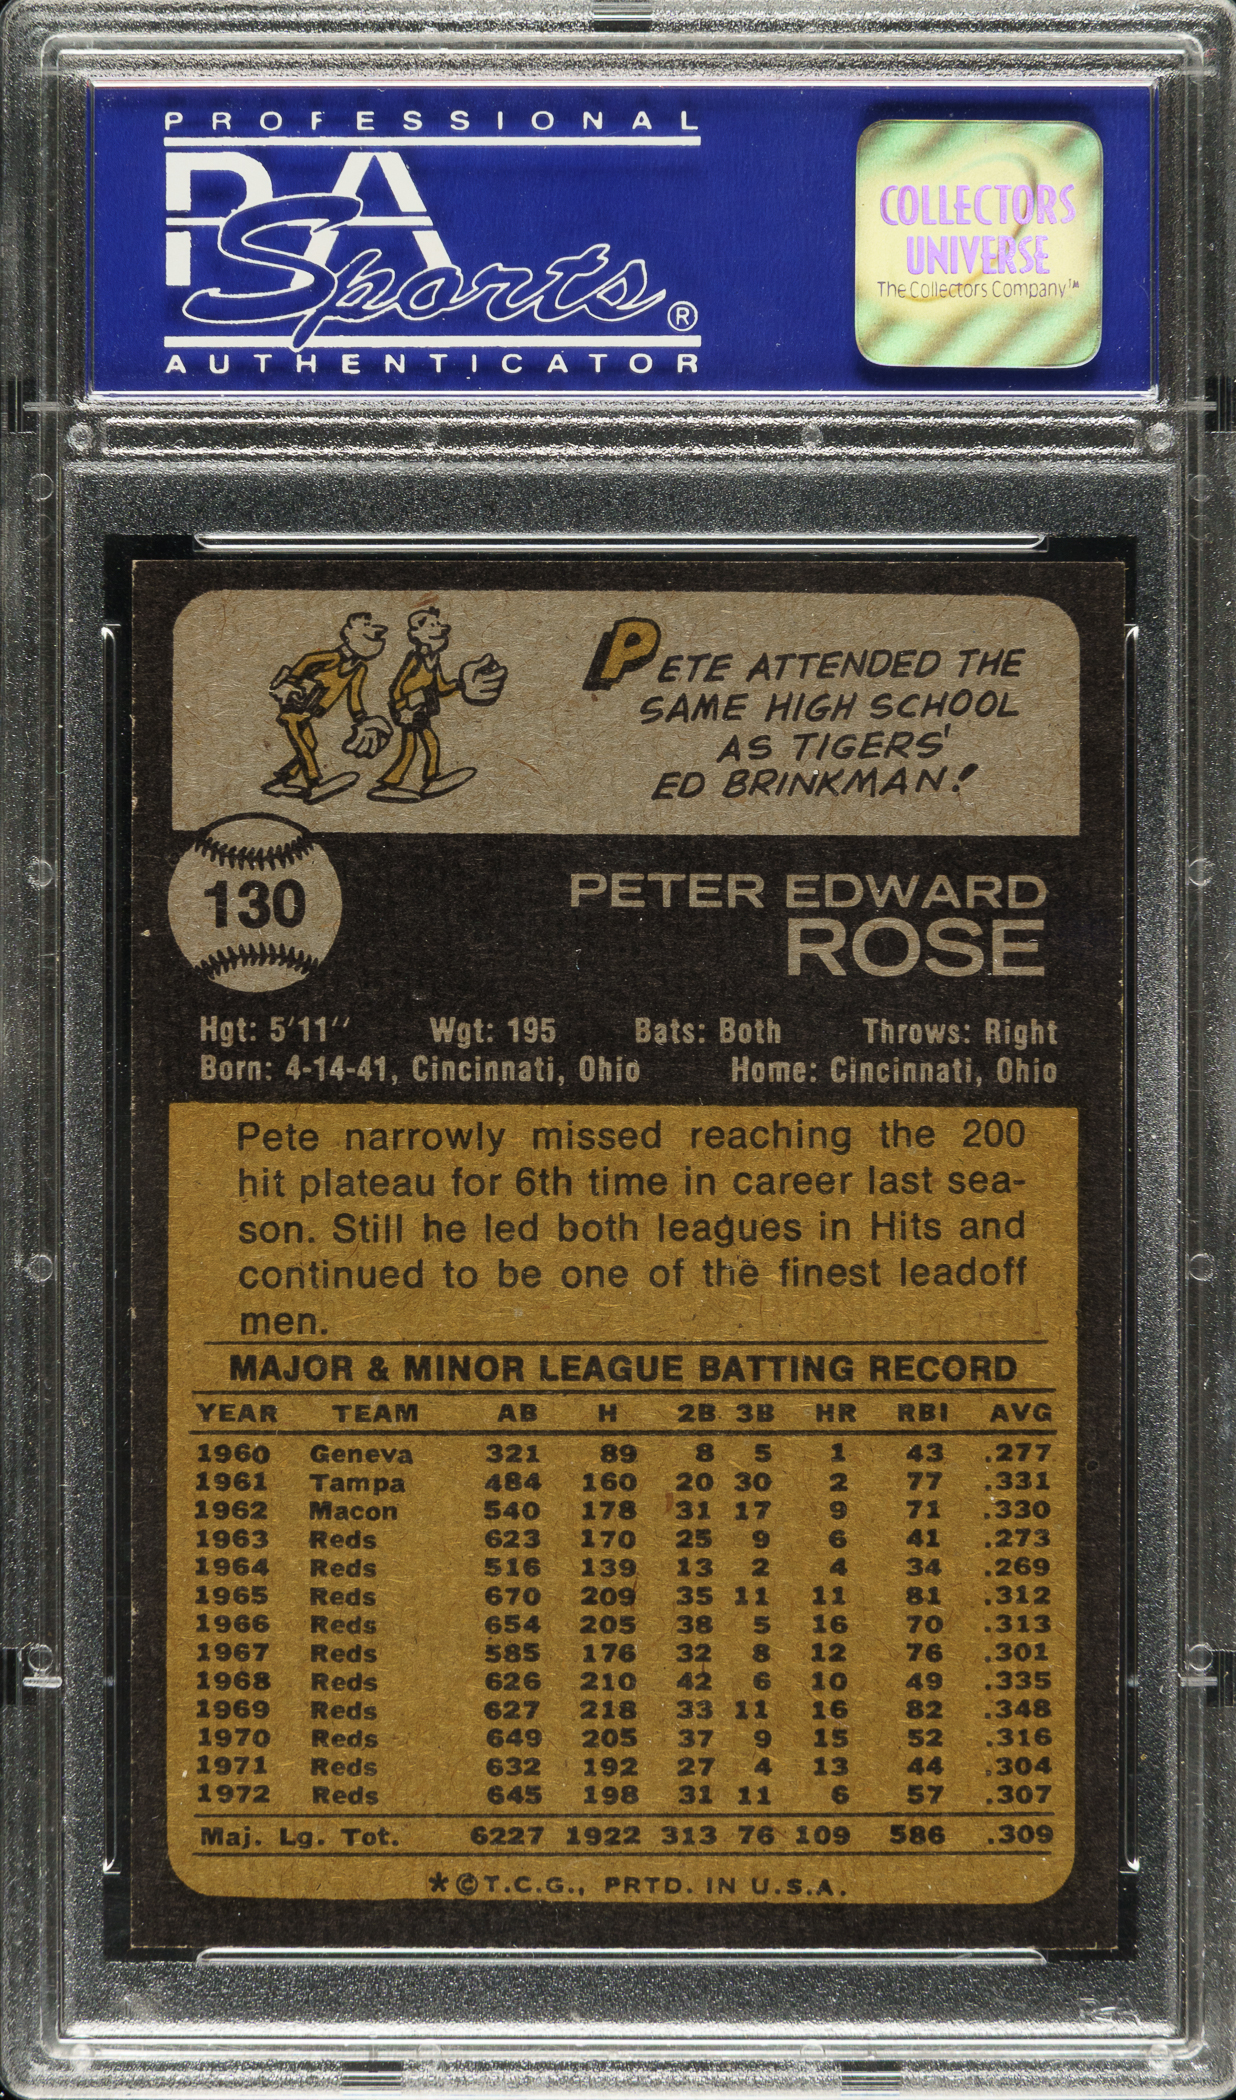 PROFESSIONAL
PSA
Sports®
AUTHENTICATOR
COLLECTORS
UNIVERSE
The Collectors Company™
PETE ATTENDED THE
SAME HIGH SCHOOL
AS TIGERS'
ED BRINKMAN!
130
PETER EDWARD
ROSE
Hgt: 5'11'' Wgt: 195 Bats: Both Throws: Right
Born: 4-14-41, Cincinnati, Ohio Home: Cincinnati, Ohio
Pete narrowly missed reaching the 200
hit plateau for 6th time in career last sea-
son. Still he led both leagues in Hits and
continued to be one of the finest leadoff
men.
MAJOR & MINOR LEAGUE BATTING RECORD
YEAR TEAM AB H 2B 3B HR RBI AVG
1960 Geneva 321 89 8 5 1 43 .277
1961 Tampa 484 160 20 30 2 77 .331
1962 Macon 540 178 31 17 9 71 .330
1963 Reds 623 170 25 9 6 41 .273
1964 Reds 516 139 13 2 4 34 .269
1965 Reds 670 209 35 11 11 81 .312
1966 Reds 654 205 38 5 16 70 .313
1967 Reds 585 176 32 8 12 76 .301
1968 Reds 626 210 42 6 10 49 .335
1969 Reds 627 218 33 11 16 82 .348
1970 Reds 649 205 37 9 15 52 .316
1971 Reds 632 192 27 4 13 44 .304
1972 Reds 645 198 31 11 6 57 .307
Maj. Lg. Tot. 6227 1922 313 76 109 586 .309
*©T.C.G., PRTD. IN U.S.A.